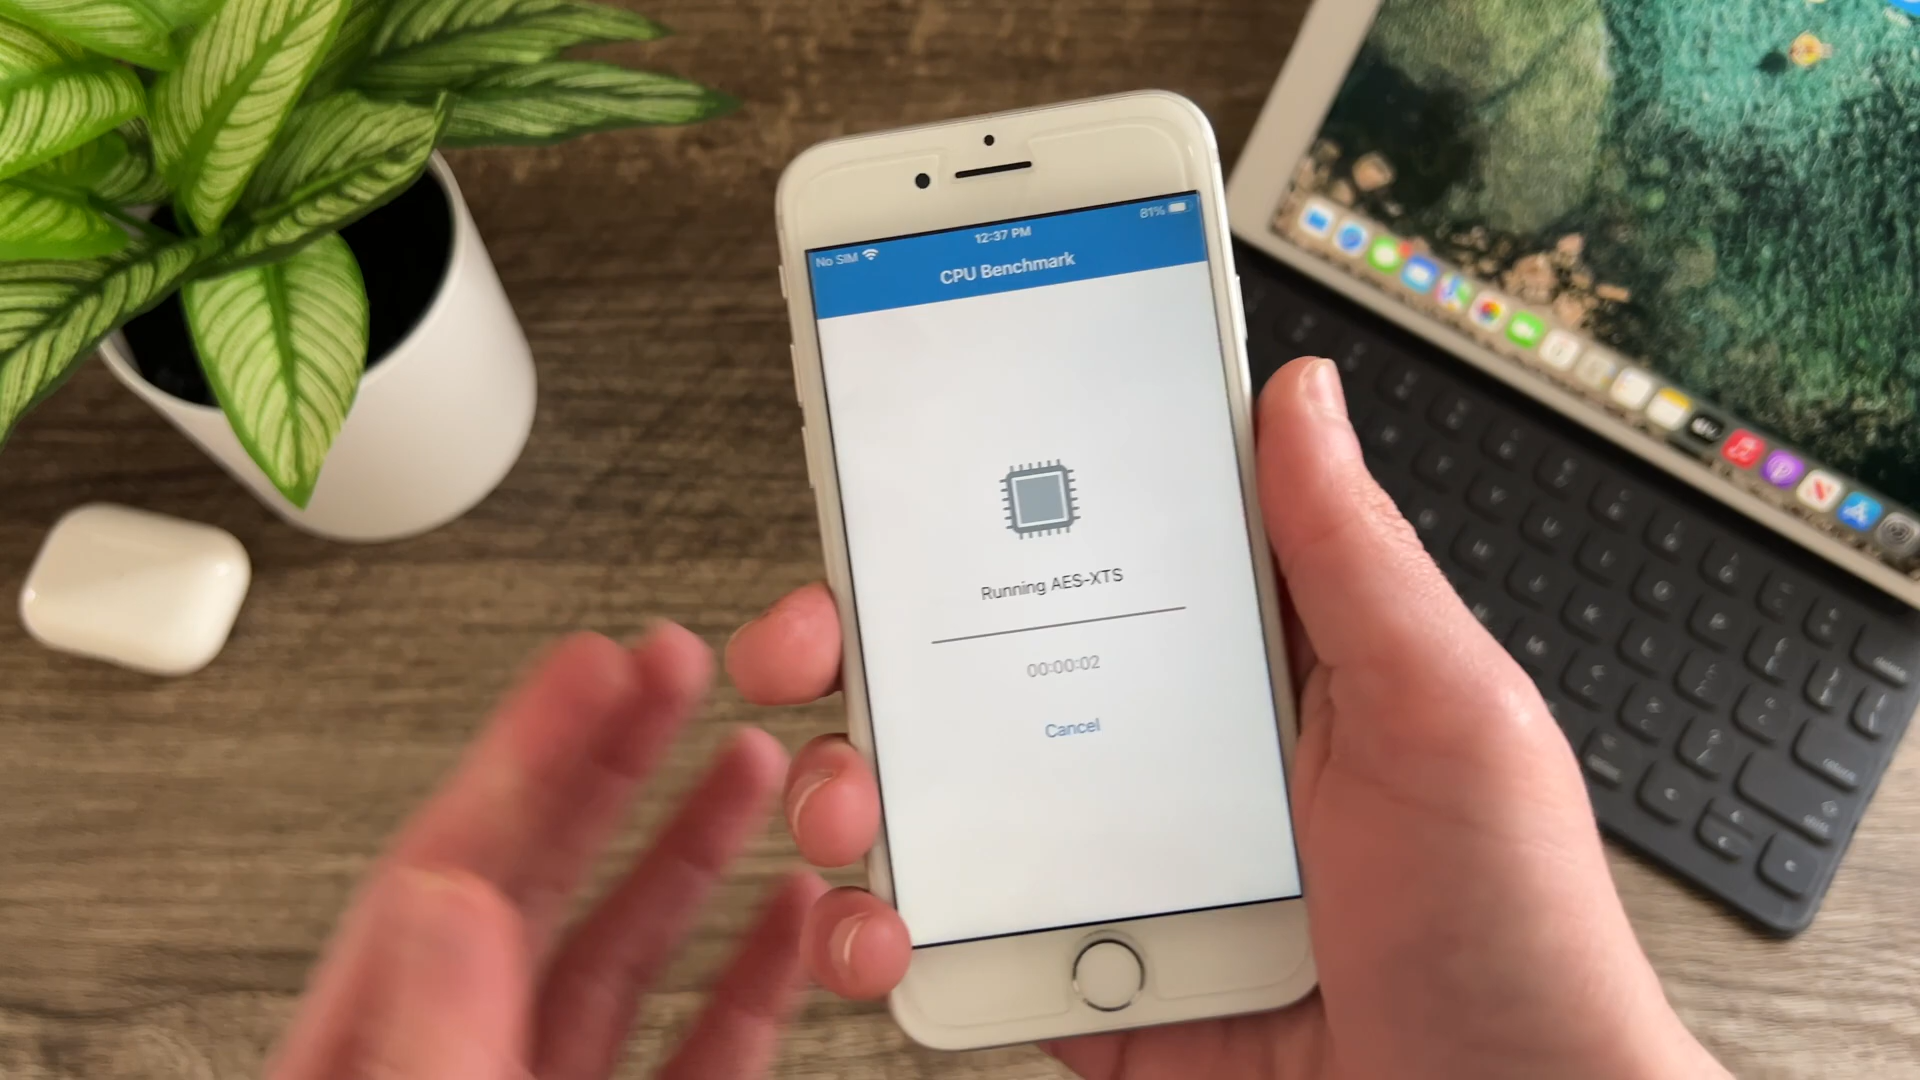 No SIM
12:37 PM
81%
CPU Benchmark
Running AES-XTS
00:00:02
Cancel